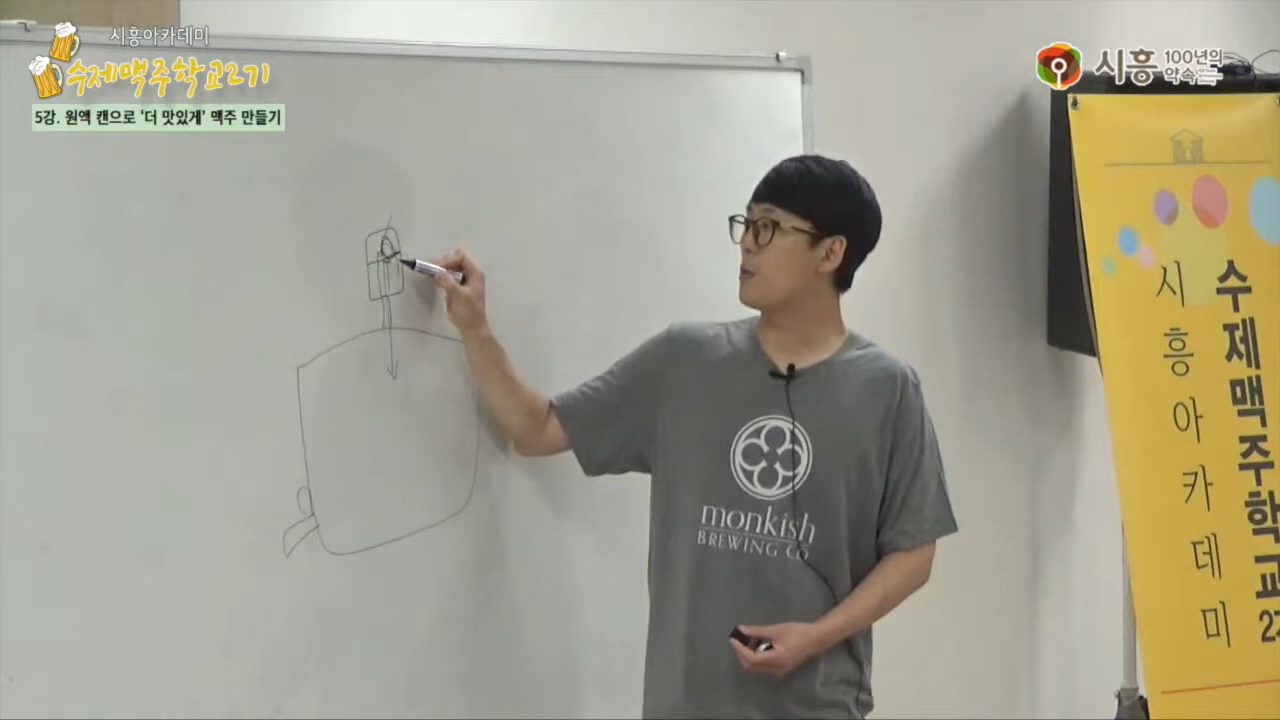 시흥아카데미
수제맥주학교2기
5강. 원액 캔으로 ‘더 맛있게’ 맥주 만들기
시흥 100년의 약속
monkish
BREWING CO
수제맥주학교 2기
시흥아카데미